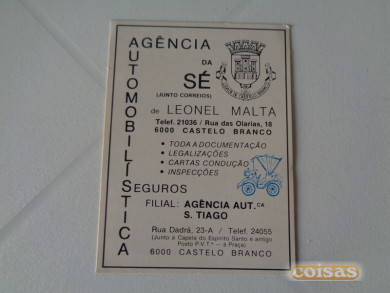 AGÊNCIA
DA
SÉ
(JUNTO CORREIOS)
de LEONEL MALTA
Telef. 21036 / Rua das Olarias, 18
6000 CASTELO BRANCO
• TODA A DOCUMENTAÇÃO
• LEGALIZAÇÕES
• CARTAS CONDUÇÃO
• INSPECÇÕES
SEGUROS
FILIAL: AGÊNCIA AUT.CA
S. TIAGO
Rua Dadrá, 23-A / Telef. 24055
(Junto a Capela do Espírito Santo e antigo
Posto P.V.T. - à Praça)
6000 CASTELO BRANCO
AUTOMOBILÍSTICA
coisas